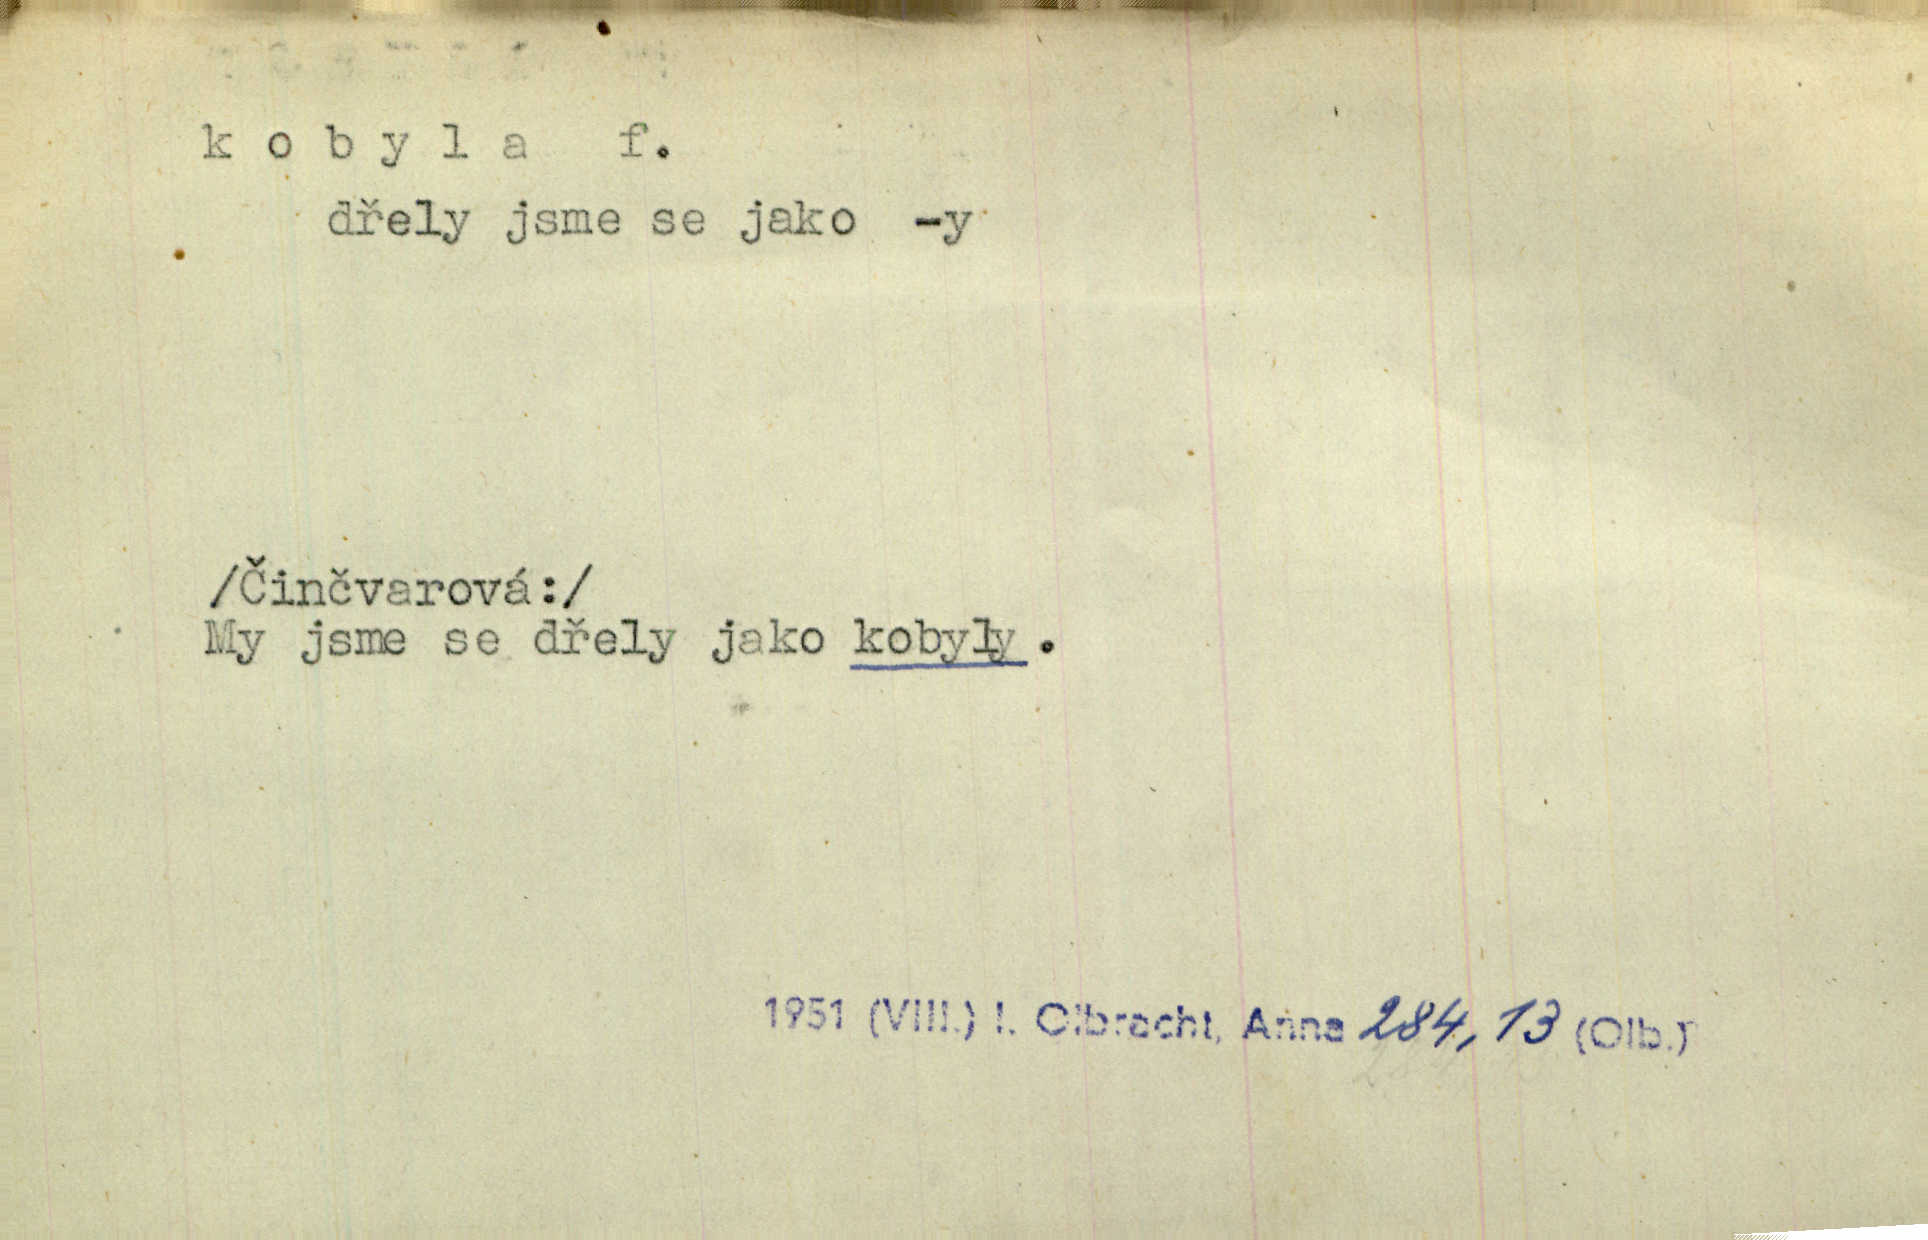 k o b y l a f.
dřely jsme se jako -y
/Činčvarová:/
My jsme se dřely jako kobyly.
1951 (VIII.) I. Olbracht, Anna 284, 13 (Olb.)